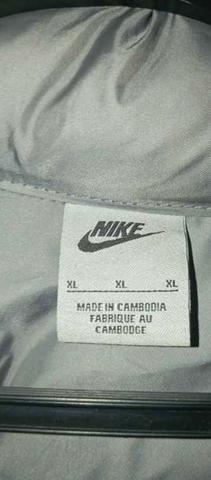 NIKE
XL XL XL
MADE IN CAMBODIA
FABRIQUE AU
CAMBODGE